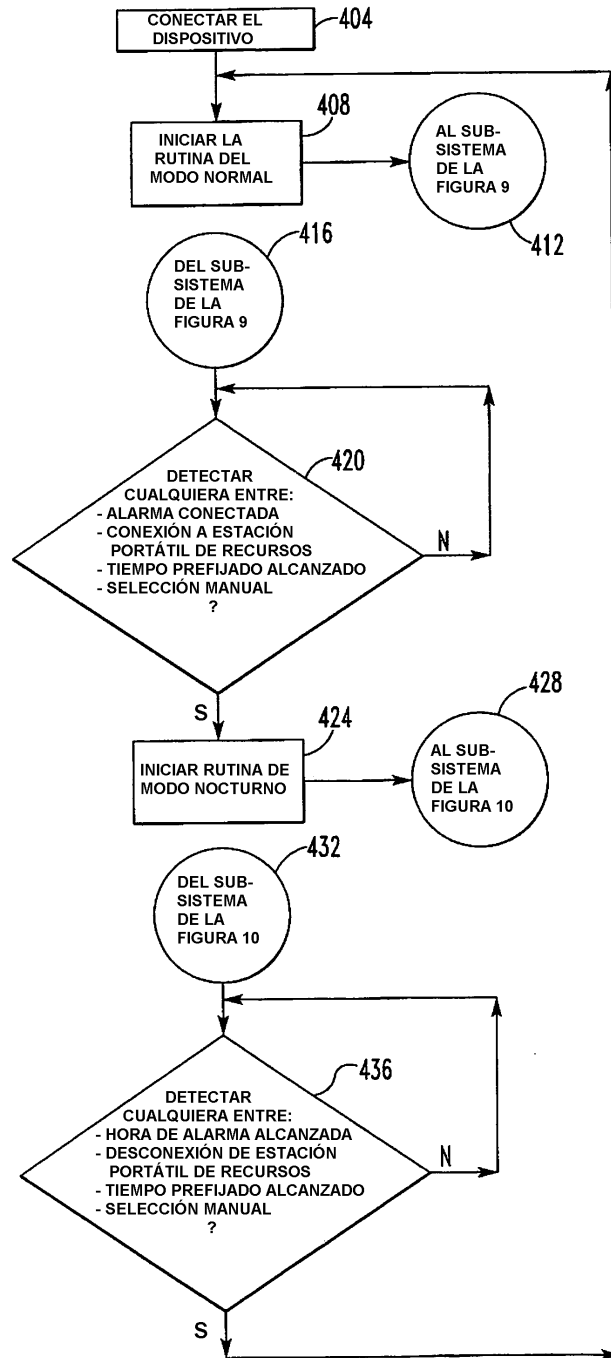 CONECTAR EL
DISPOSITIVO
404
408
INICIAR LA
RUTINA DEL
MODO NORMAL
AL SUB-
SISTEMA
DE LA
FIGURA 9
412
416
DEL SUB-
SISTEMA
DE LA
FIGURA 9
420
DETECTAR
CUALQUIERA ENTRE:
- ALARMA CONECTADA
- CONEXIÓN A ESTACIÓN
PORTÁTIL DE RECURSOS
- TIEMPO PREFIJADO ALCANZADO
- SELECCIÓN MANUAL
?
N
S
424
INICIAR RUTINA DE
MODO NOCTURNO
428
AL SUB-
SISTEMA
DE LA
FIGURA 10
432
DEL SUB-
SISTEMA
DE LA
FIGURA 10
436
DETECTAR
CUALQUIERA ENTRE:
- HORA DE ALARMA ALCANZADA
- DESCONEXIÓN DE ESTACIÓN
PORTÁTIL DE RECURSOS
- TIEMPO PREFIJADO ALCANZADO
- SELECCIÓN MANUAL
?
N
S